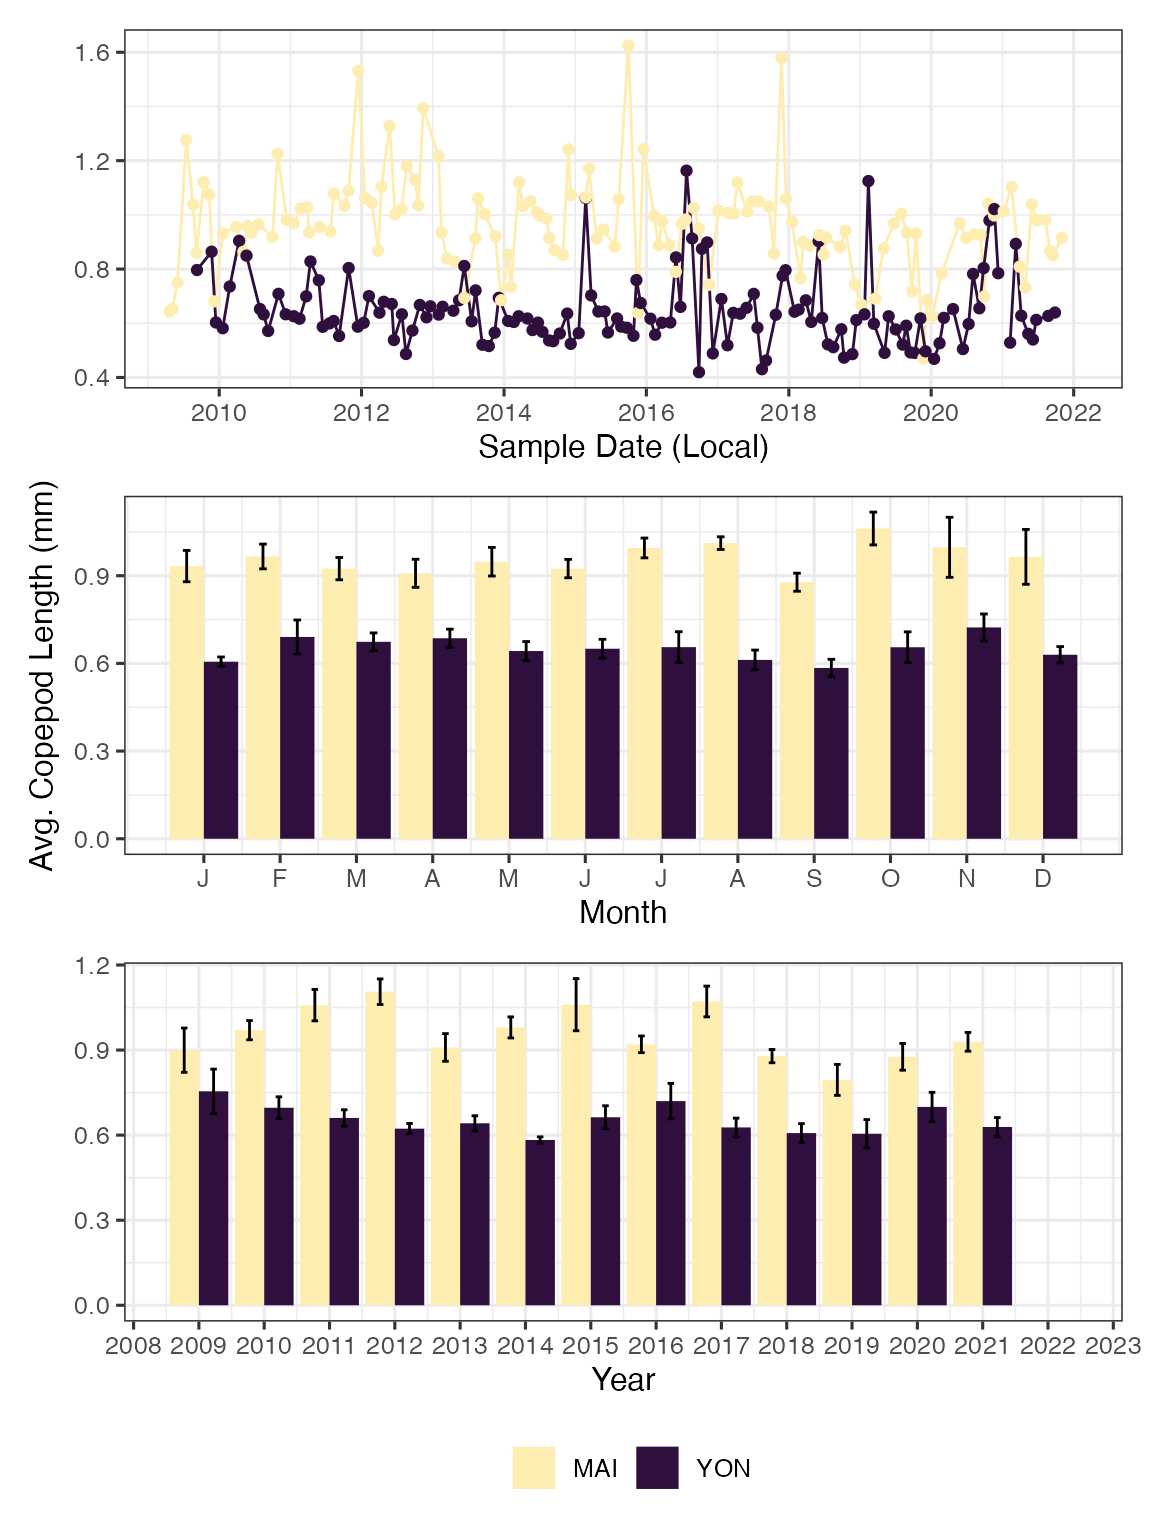 1.6
1.2
0.8
0.4
2010 2012 2014 2016 2018 2020 2022
Sample Date (Local)
Avg. Copepod Length (mm)
0.9
0.6
0.3
0.0
J F M A M J J A S O N D
Month
1.2
0.9
0.6
0.3
0.0
2008 2009 2010 2011 2012 2013 2014 2015 2016 2017 2018 2019 2020 2021 2022 2023
Year
MAI YON